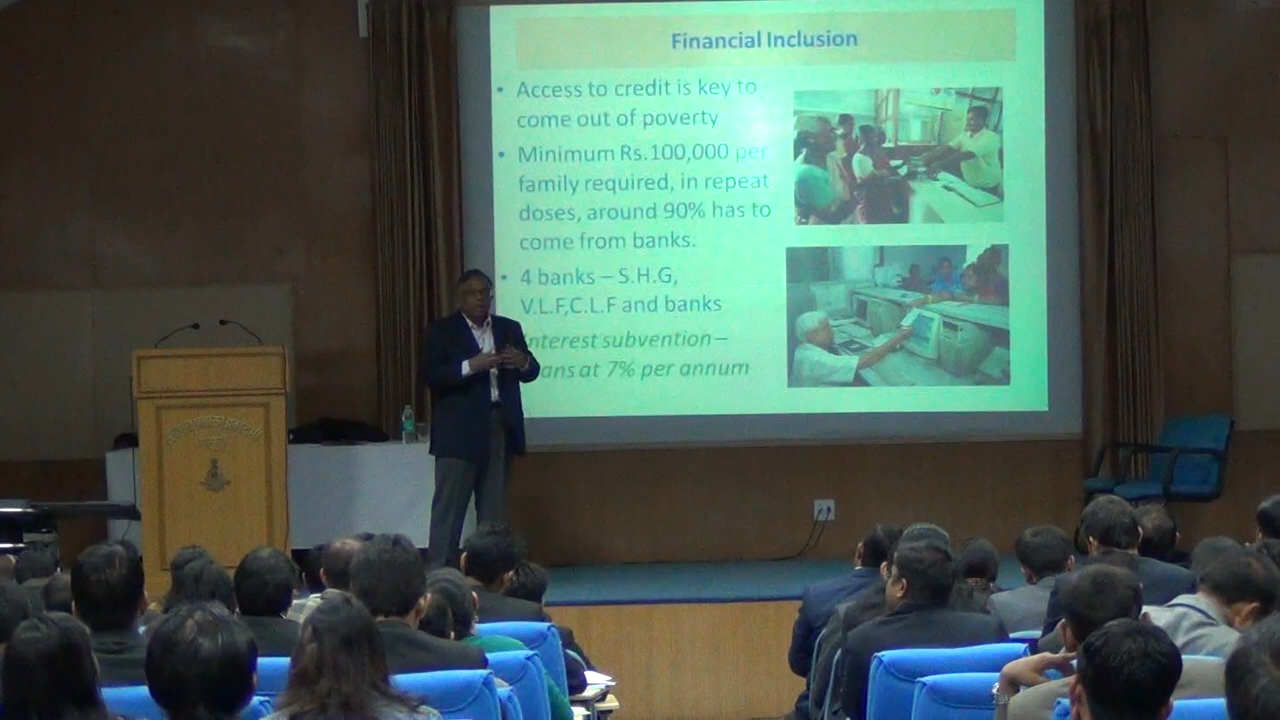 Financial Inclusion
• Access to credit is key to
come out of poverty
• Minimum Rs.100,000 per
family required, in repeat
doses, around 90% has to
come from banks.
• 4 banks – S.H.G,
V.L.F,C.L.F and banks
nterest subvention –
ans at 7% per annum